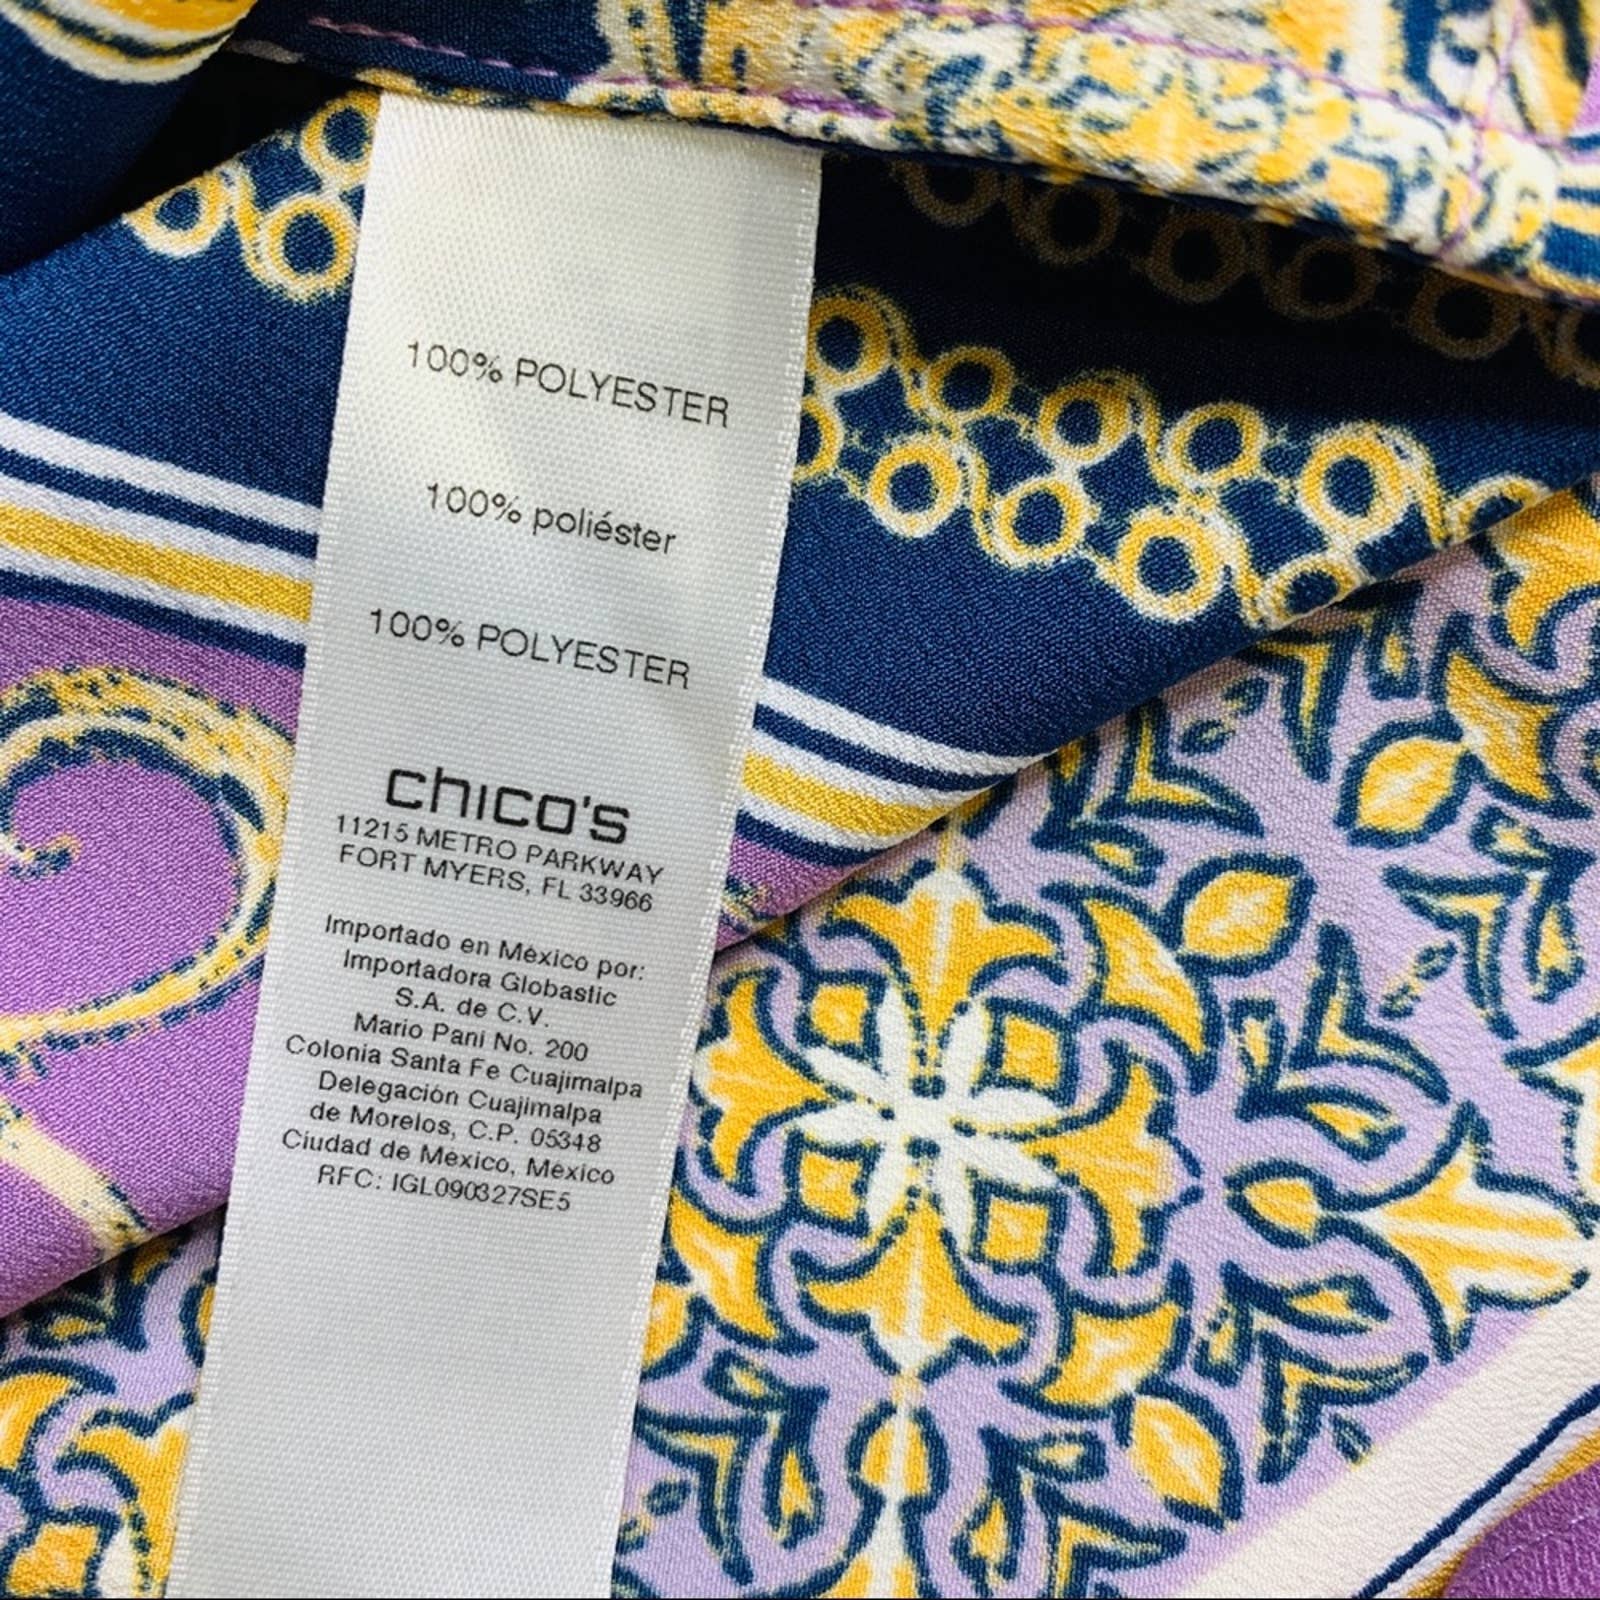 100% POLYESTER
100% poliéster
100% POLYESTER
chico's
11215 METRO PARKWAY
FORT MYERS, FL 33966
Importado en México por:
Importadora Globastic
S.A. de C.V.
Mario Pani No. 200
Colonia Santa Fe Cuajimalpa
Delegación Cuajimalpa
de Morelos, C.P. 05348
Ciudad de México, México
RFC: IGL090327SE5